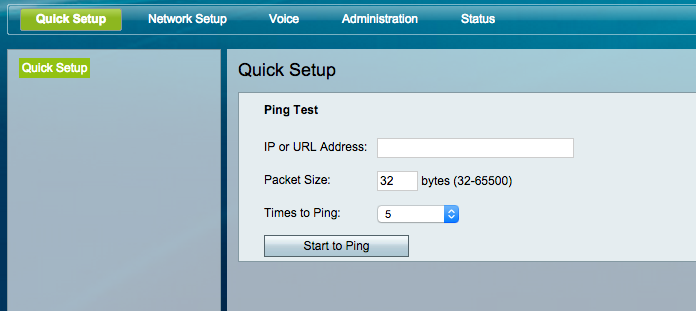 Quick Setup Network Setup Voice Administration Status
Quick Setup
Quick Setup
Ping Test
IP or URL Address:
Packet Size: 32 bytes (32-65500)
Times to Ping: 5
Start to Ping